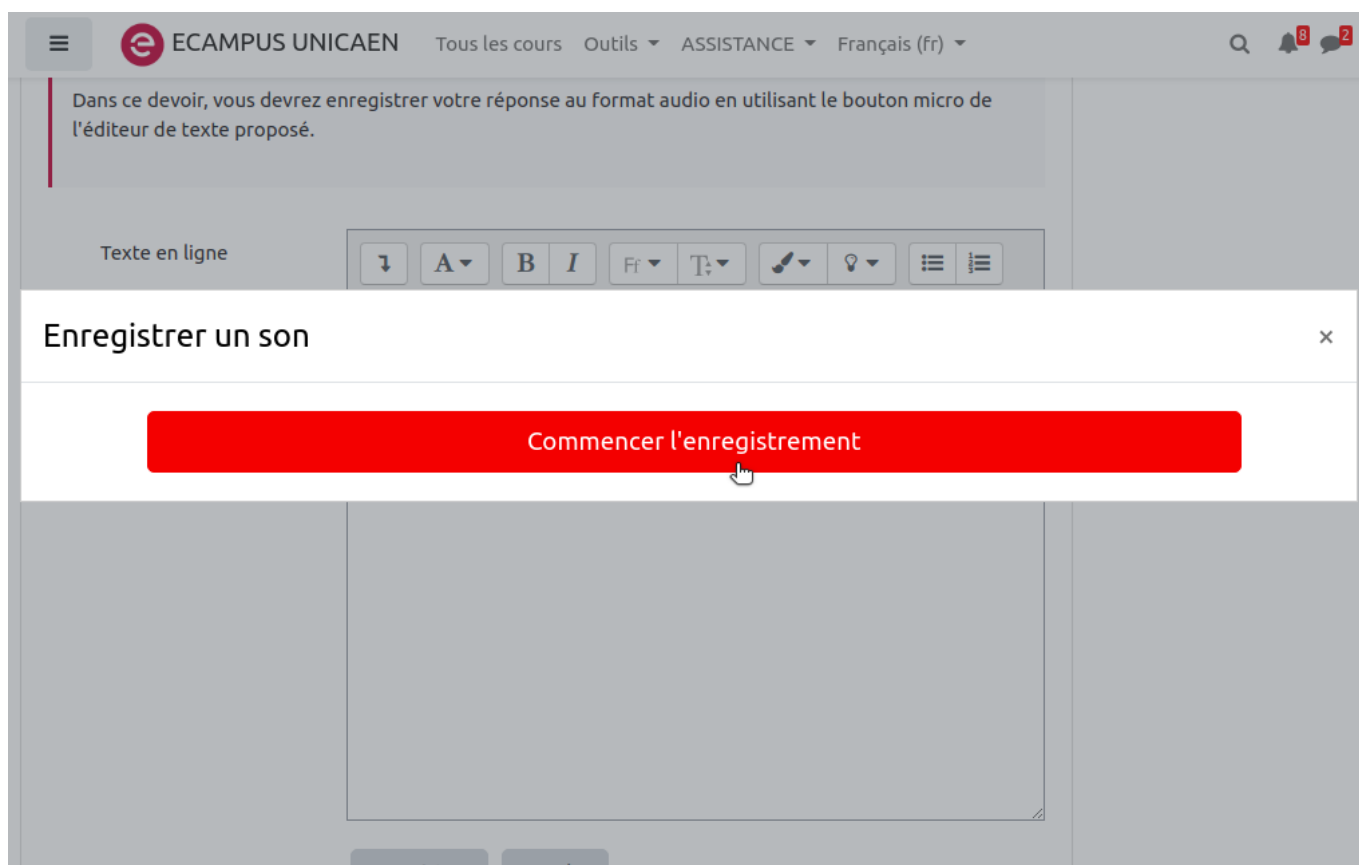 ECAMPUS UNICAEN Tous les cours Outils ASSISTANCE Français (fr) 8 2
Dans ce devoir, vous devrez enregistrer votre réponse au format audio en utilisant le bouton micro de
l'éditeur de texte proposé.
Texte en ligne
A B I Ff T
Enregistrer un son ×
Commencer l'enregistrement